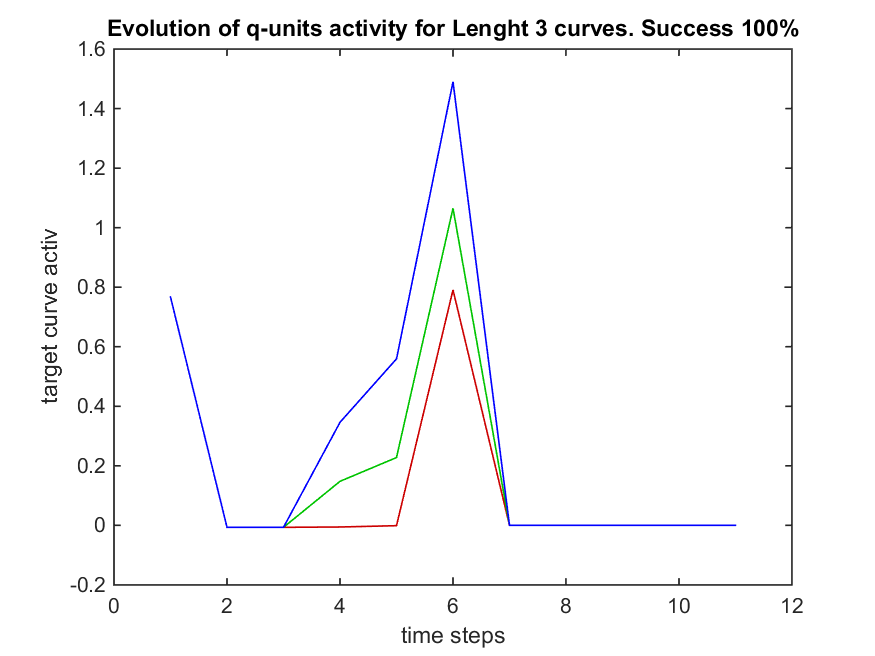 Evolution of q-units activity for Lenght 3 curves. Success 100%
1.6
1.4
1.2
1
0.8
0.6
0.4
0.2
0
-0.2
target curve activ
0 2 4 6 8 10 12
time steps